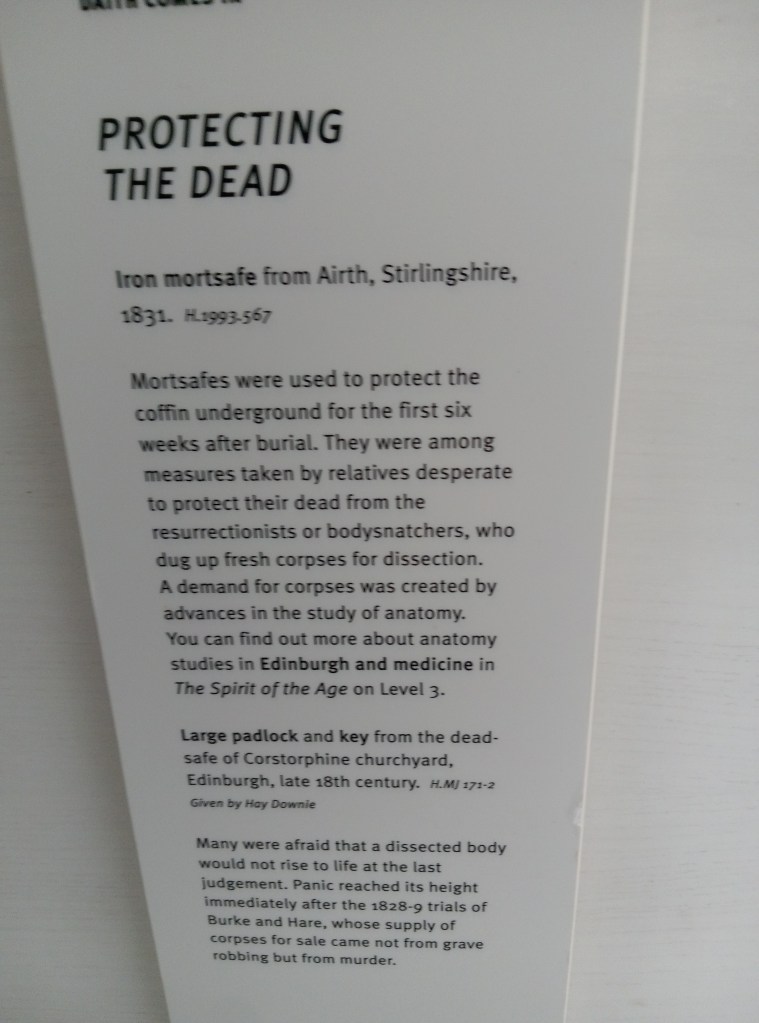 PROTECTING
THE DEAD
Iron mortsafe from Airth, Stirlingshire,
1831. H.1993.567
Mortsafes were used to protect the
coffin underground for the first six
weeks after burial. They were among
measures taken by relatives desperate
to protect their dead from the
resurrectionists or bodysnatchers, who
dug up fresh corpses for dissection.
A demand for corpses was created by
advances in the study of anatomy.
You can find out more about anatomy
studies in Edinburgh and medicine in
The Spirit of the Age on Level 3.
Large padlock and key from the dead-
safe of Corstorphine churchyard,
Edinburgh, late 18th century. H.MJ 171-2
Given by Hay Downie
Many were afraid that a dissected body
would not rise to life at the last
judgement. Panic reached its height
immediately after the 1828-9 trials of
Burke and Hare, whose supply of
corpses for sale came not from grave
robbing but from murder.